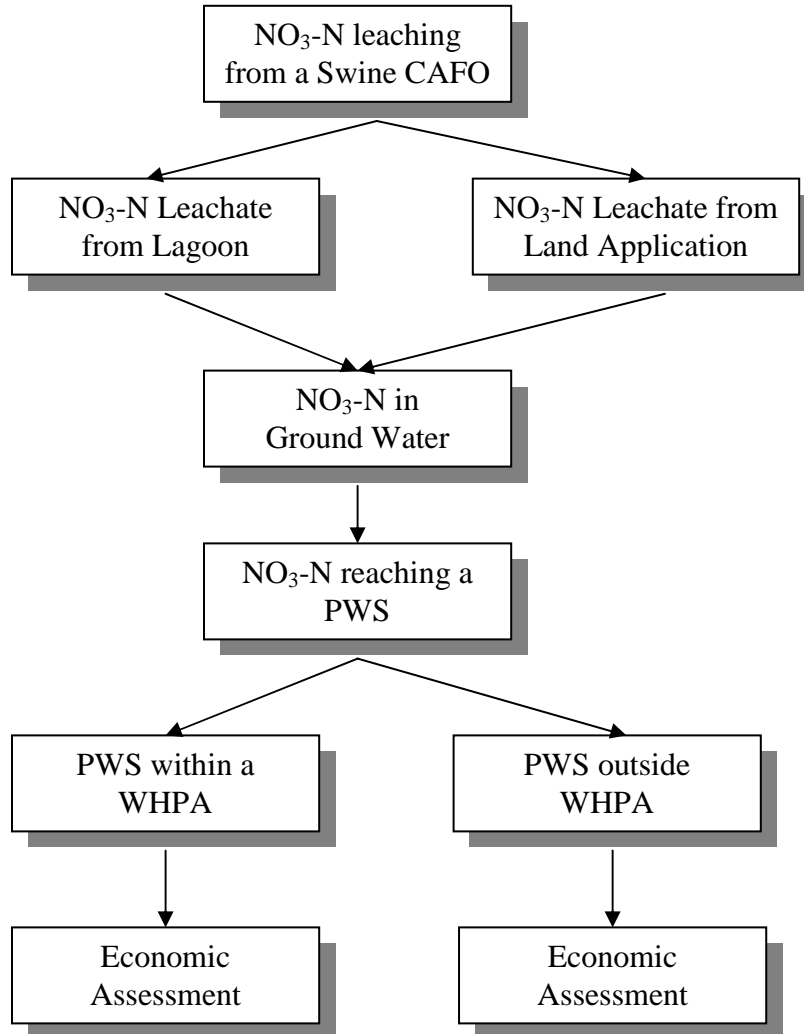 NO₃-N leaching
from a Swine CAFO
NO₃-N Leachate
from Lagoon
NO₃-N Leachate from
Land Application
NO₃-N in
Ground Water
NO₃-N reaching a
PWS
PWS within a
WHPA
PWS outside
WHPA
Economic
Assessment
Economic
Assessment